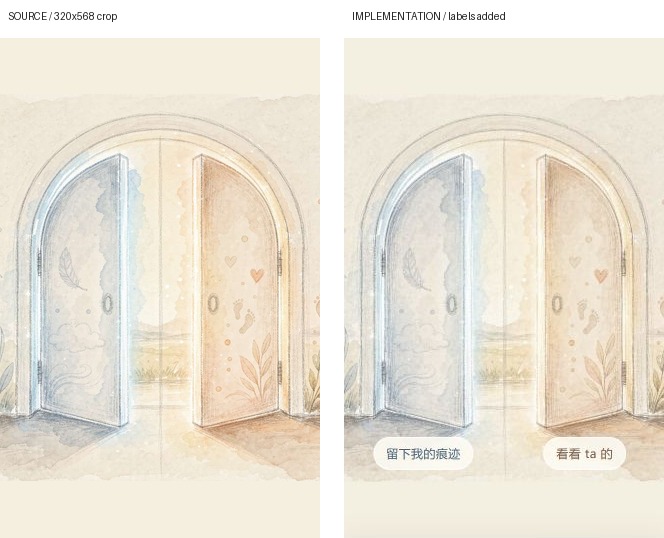 SOURCE / 320x568 crop
IMPLEMENTATION / labels added
留下我的痕迹
看看 ta 的